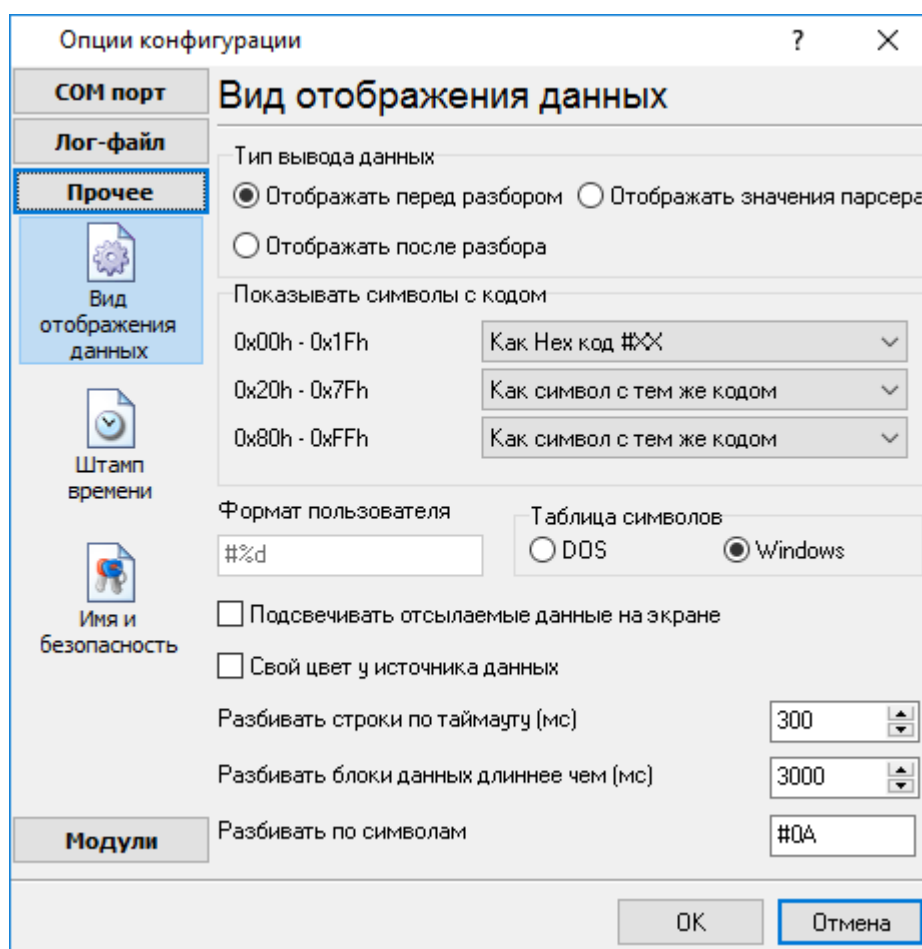 Опции конфигурации
?
COM порт
Лог-файл
Прочее
Вид
отображения
данных
Штамп
времени
Имя и
безопасность
Модули
Вид отображения данных
Тип вывода данных
Отображать перед разбором Отображать значения парсера
Отображать после разбора
Показывать символы с кодом
0x00h - 0x1Fh Как Hex код #XX
0x20h - 0x7Fh Как символ с тем же кодом
0x80h - 0xFFh Как символ с тем же кодом
Формат пользователя
#%d
Таблица символов
DOS Windows
Подсвечивать отсылаемые данные на экране
Свой цвет у источника данных
Разбивать строки по таймауту (мс) 300
Разбивать блоки данных длиннее чем (мс) 3000
Разбивать по символам #0A
OK Отмена